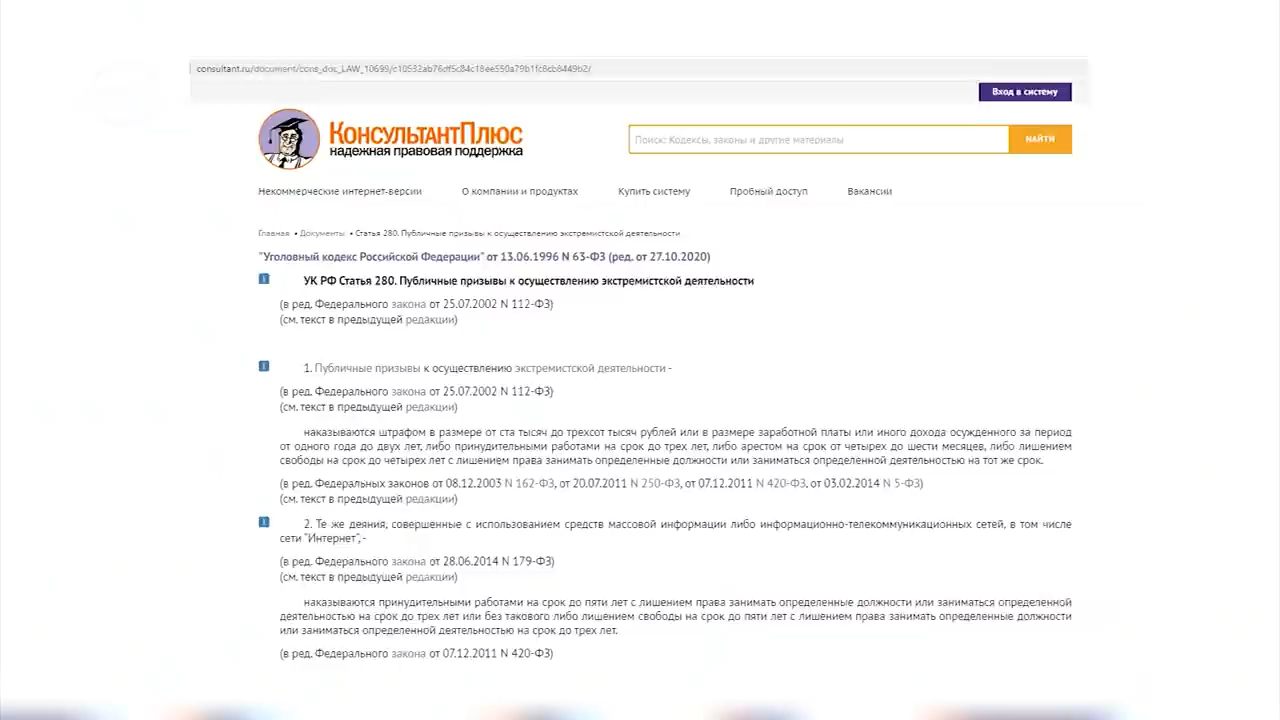 Вход в систему
КонсультантПлюс
надежная правовая поддержка
Поиск: Кодексы, законы и другие материалы
НАЙТИ
Некоммерческие интернет-версии О компании и продуктах Купить систему Пробный доступ Вакансии
Главная • Документы • Статья 280. Публичные призывы к осуществлению экстремистской деятельности
"Уголовный кодекс Российской Федерации" от 13.06.1996 N 63-ФЗ (ред. от 27.10.2020)
УК РФ Статья 280. Публичные призывы к осуществлению экстремистской деятельности
(в ред. Федерального закона от 25.07.2002 N 112-ФЗ)
(см. текст в предыдущей редакции)
1. Публичные призывы к осуществлению экстремистской деятельности -
(в ред. Федерального закона от 25.07.2002 N 112-ФЗ)
(см. текст в предыдущей редакции)
наказываются штрафом в размере от ста тысяч до трехсот тысяч рублей или в размере заработной платы или иного дохода осужденного за период
от одного года до двух лет, либо принудительными работами на срок до трех лет, либо арестом на срок от четырех до шести месяцев, либо лишением
свободы на срок до четырех лет с лишением права занимать определенные должности или заниматься определенной деятельностью на тот же срок.
(в ред. Федеральных законов от 08.12.2003 N 162-ФЗ, от 20.07.2011 N 250-ФЗ, от 07.12.2011 N 420-ФЗ, от 03.02.2014 N 5-ФЗ)
(см. текст в предыдущей редакции)
2. Те же деяния, совершенные с использованием средств массовой информации либо информационно-телекоммуникационных сетей, в том числе
сети "Интернет", -
(в ред. Федерального закона от 28.06.2014 N 179-ФЗ)
(см. текст в предыдущей редакции)
наказываются принудительными работами на срок до пяти лет с лишением права занимать определенные должности или заниматься определенной
деятельностью на срок до трех лет или без такового либо лишением свободы на срок до пяти лет с лишением права занимать определенные должности
или заниматься определенной деятельностью на срок до трех лет.
(в ред. Федерального закона от 07.12.2011 N 420-ФЗ)